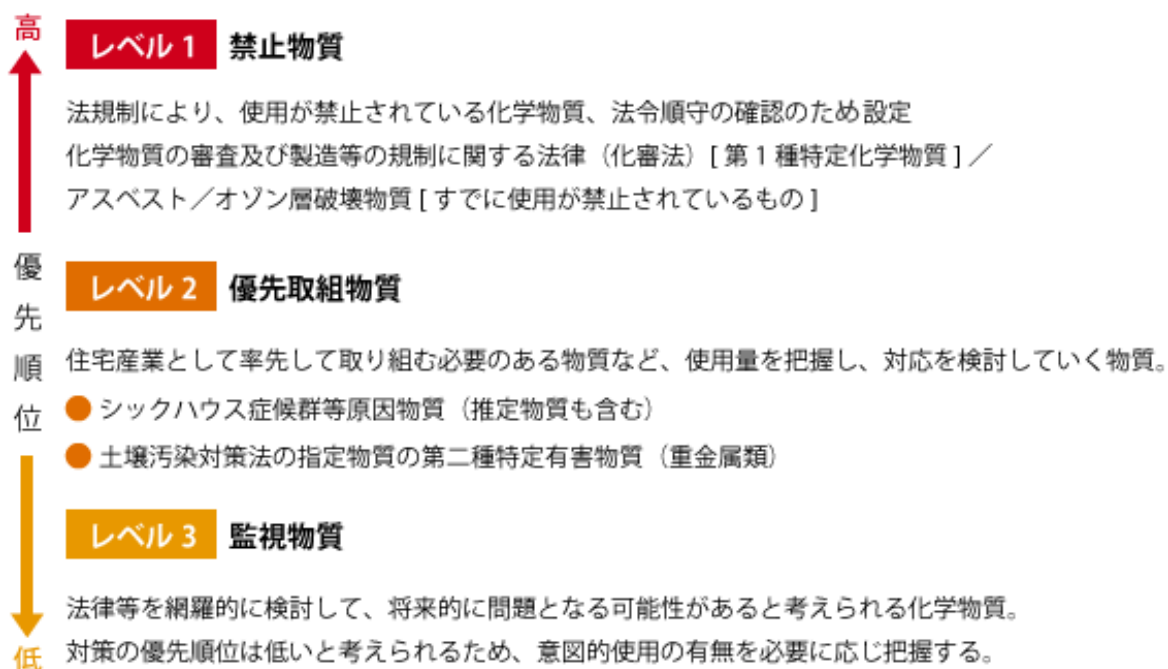 高
優先順位
低
レベル 1 禁止物質
法規制により、使用が禁止されている化学物質、法令順守の確認のため設定
化学物質の審査及び製造等の規制に関する法律（化審法）[ 第 1 種特定化学物質 ] ／
アスベスト／オゾン層破壊物質 [ すでに使用が禁止されているもの ]
レベル 2 優先取組物質
住宅産業として率先して取り組む必要のある物質など、使用量を把握し、対応を検討していく物質。
シックハウス症候群等原因物質（推定物質も含む）
土壌汚染対策法の指定物質の第二種特定有害物質（重金属類）
レベル 3 監視物質
法律等を網羅的に検討して、将来的に問題となる可能性があると考えられる化学物質。
対策の優先順位は低いと考えられるため、意図的使用の有無を必要に応じ把握する。